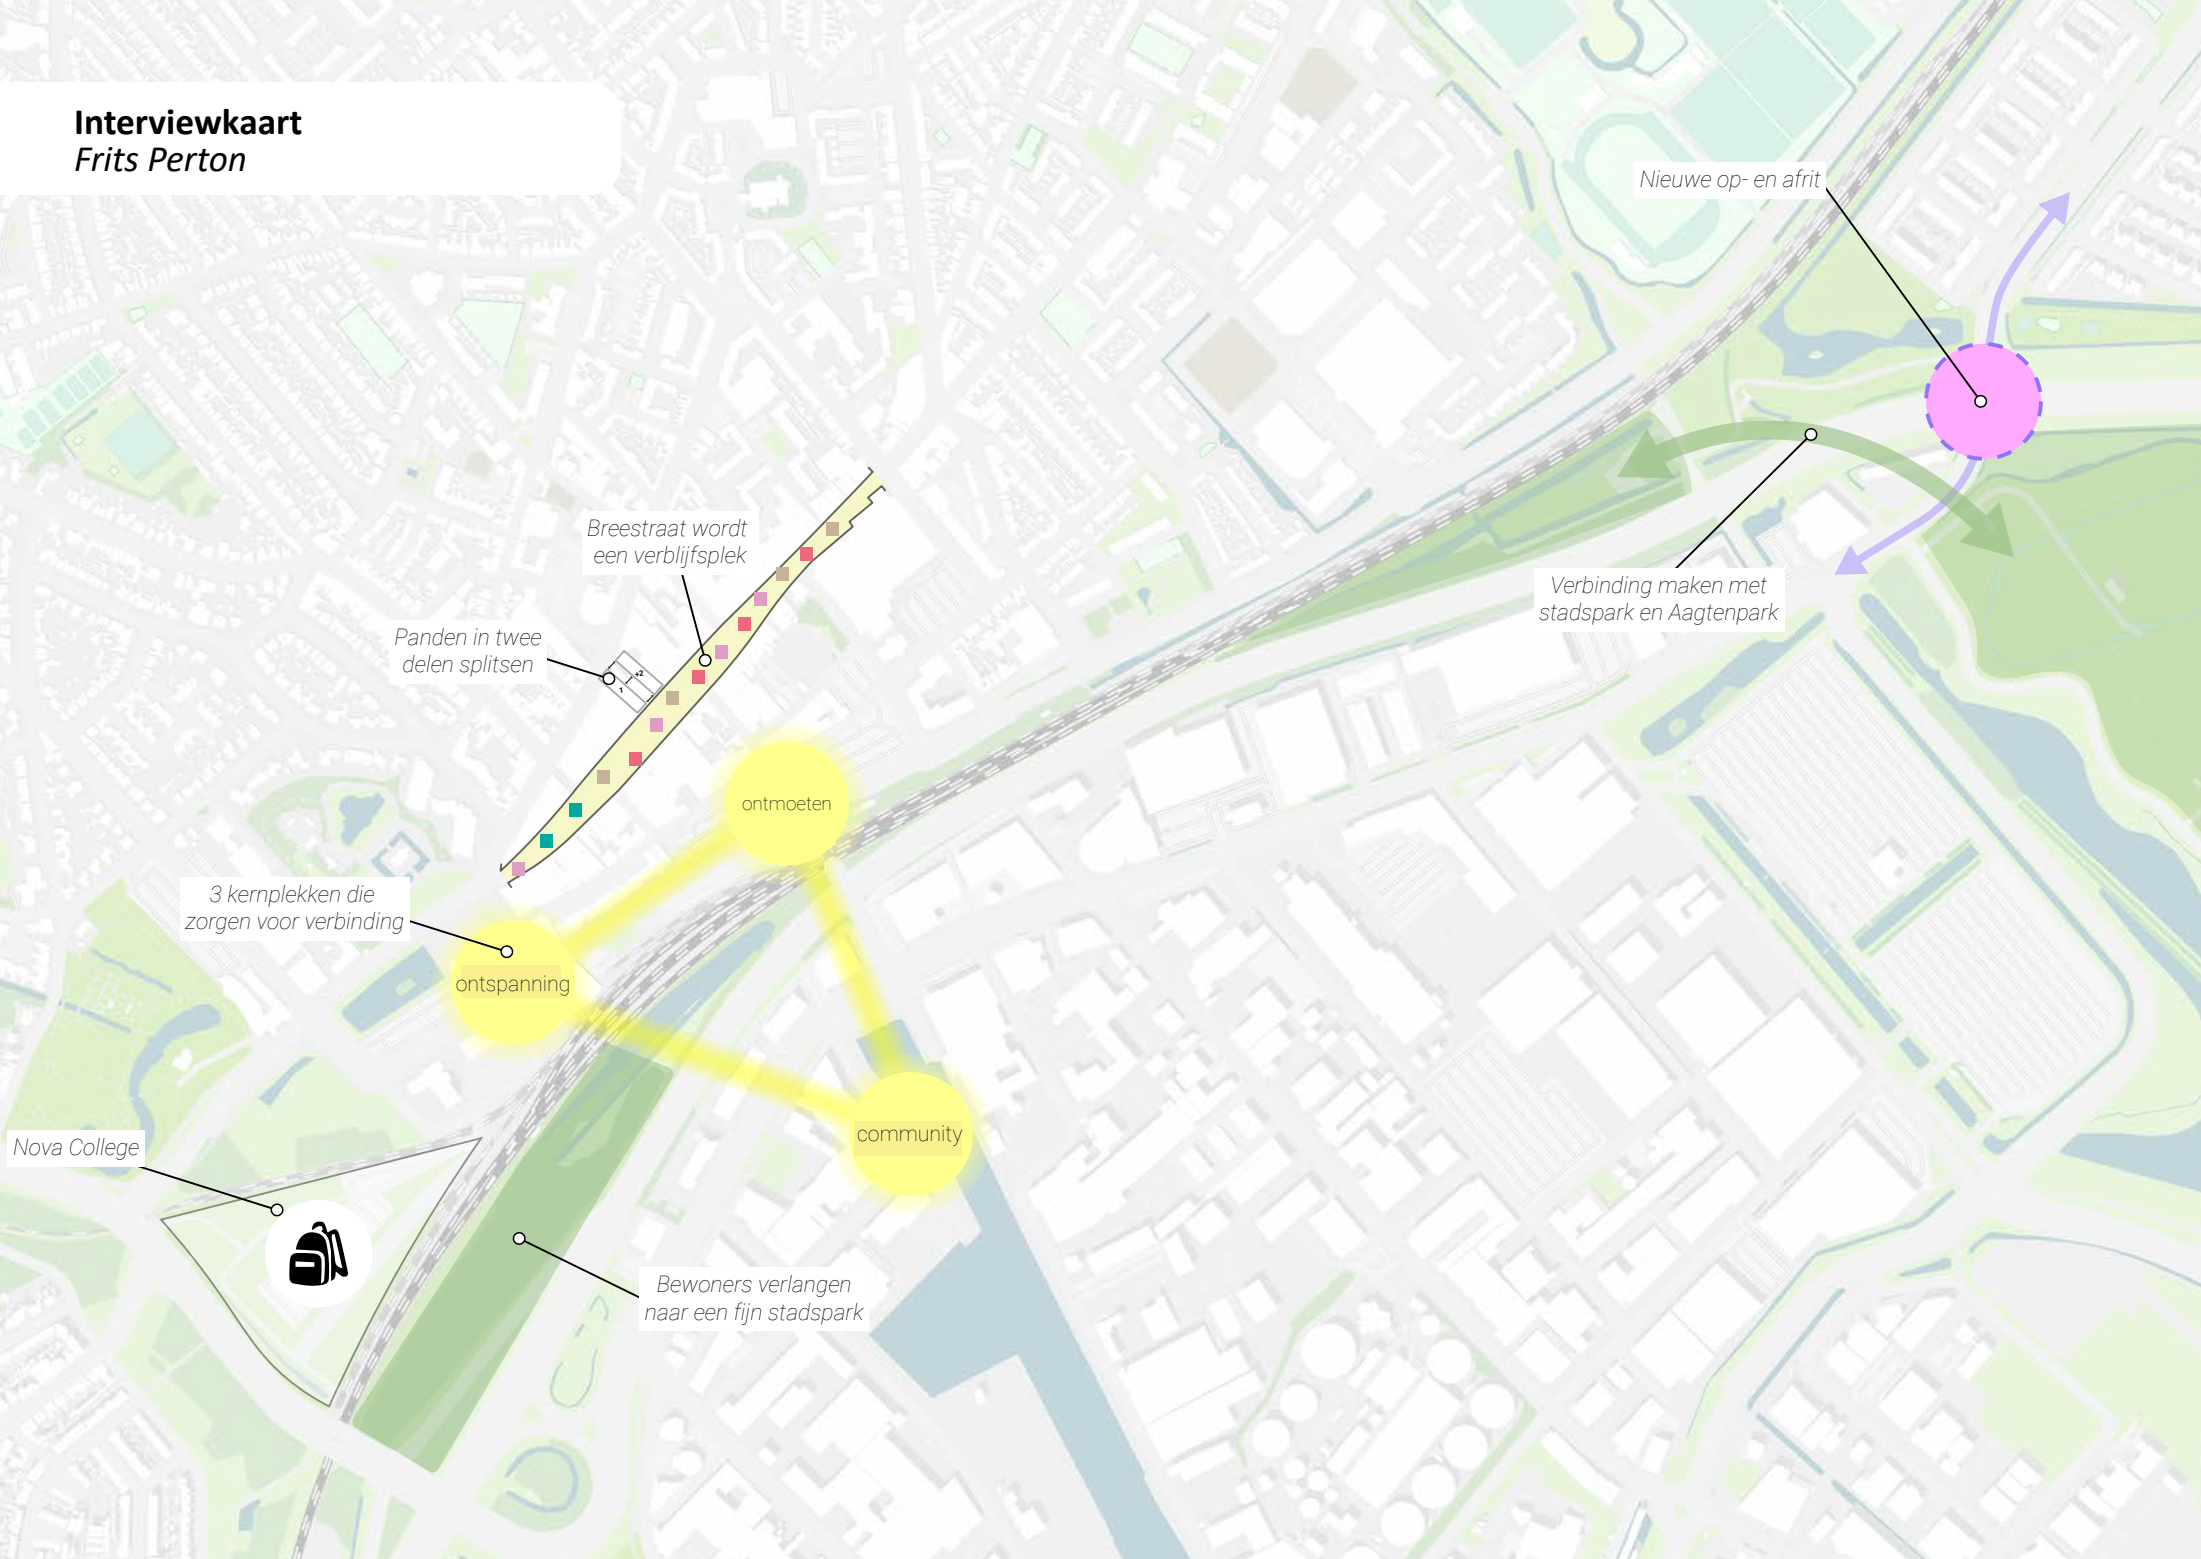 Interviewkaart
Frits Perton
Nieuwe op- en afrit
Breestraat wordt
een verblijfsplek
Verbinding maken met
stadspark en Aagtenpark
Panden in twee
delen splitsen
+2
1
ontmoeten
3 kernplekken die
zorgen voor verbinding
ontspanning
community
Nova College
Bewoners verlangen
naar een fijn stadspark